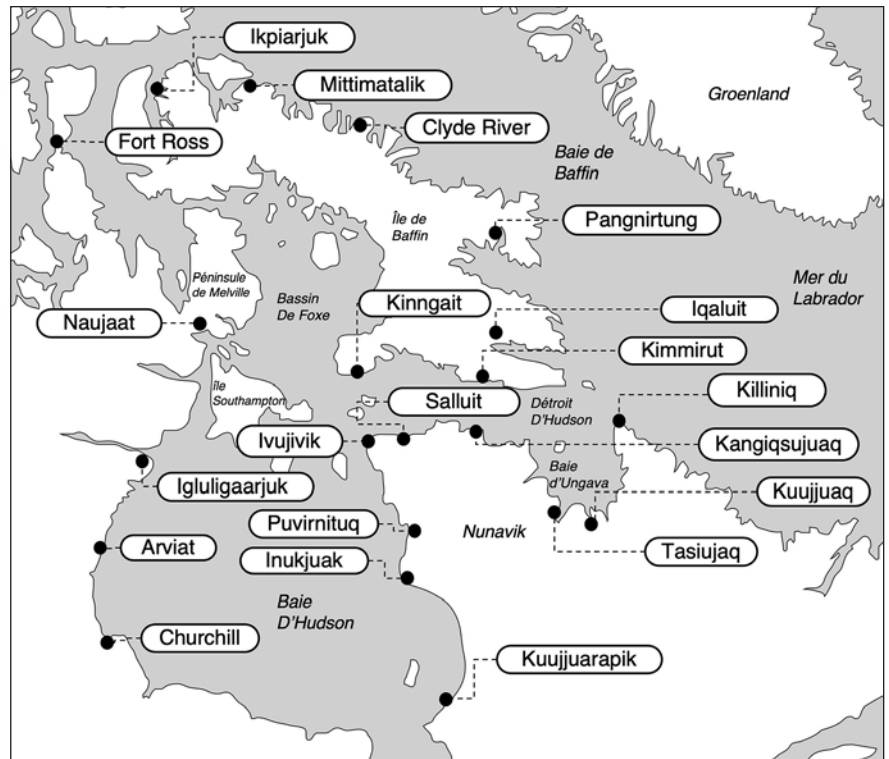 Ikpiarjuk
Mittimatalik
Groenland
Clyde River
Fort Ross
Baie de
Baffin
Île de
Baffin
Pangnirtung
Péninsule
de Melville
Bassin
De Foxe
Mer du
Labrador
Kinngait
Iqaluit
Naujaat
Kimmirut
île
Southampton
Salluit
Détroit
D'Hudson
Killiniq
Ivujivik
Kangiqsujuaq
Baie
d'Ungava
Igluligaarjuk
Kuujjuaq
Puvirnituq
Nunavik
Arviat
Tasiujaq
Inukjuak
Baie
D'Hudson
Churchill
Kuujjuarapik